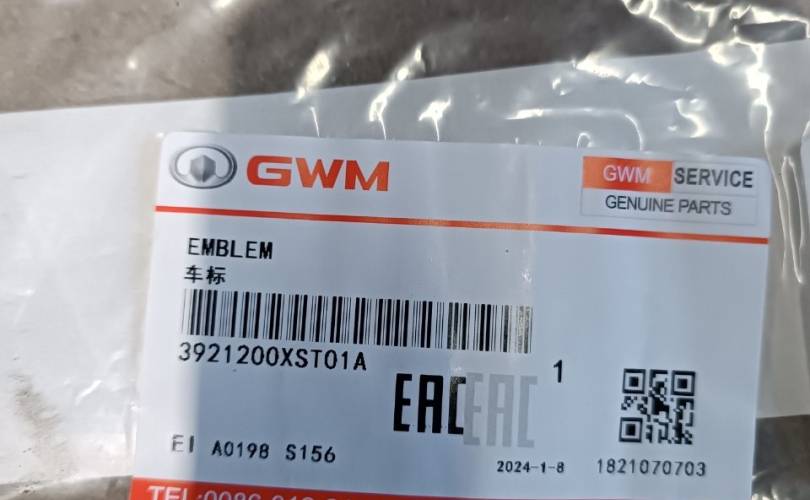 GWM
GWM SERVICE
GENUINE PARTS
EMBLEM
车标
3921200XST01A
1
EAC EAC
EI A0198 S156
2024-1-8
1821070703